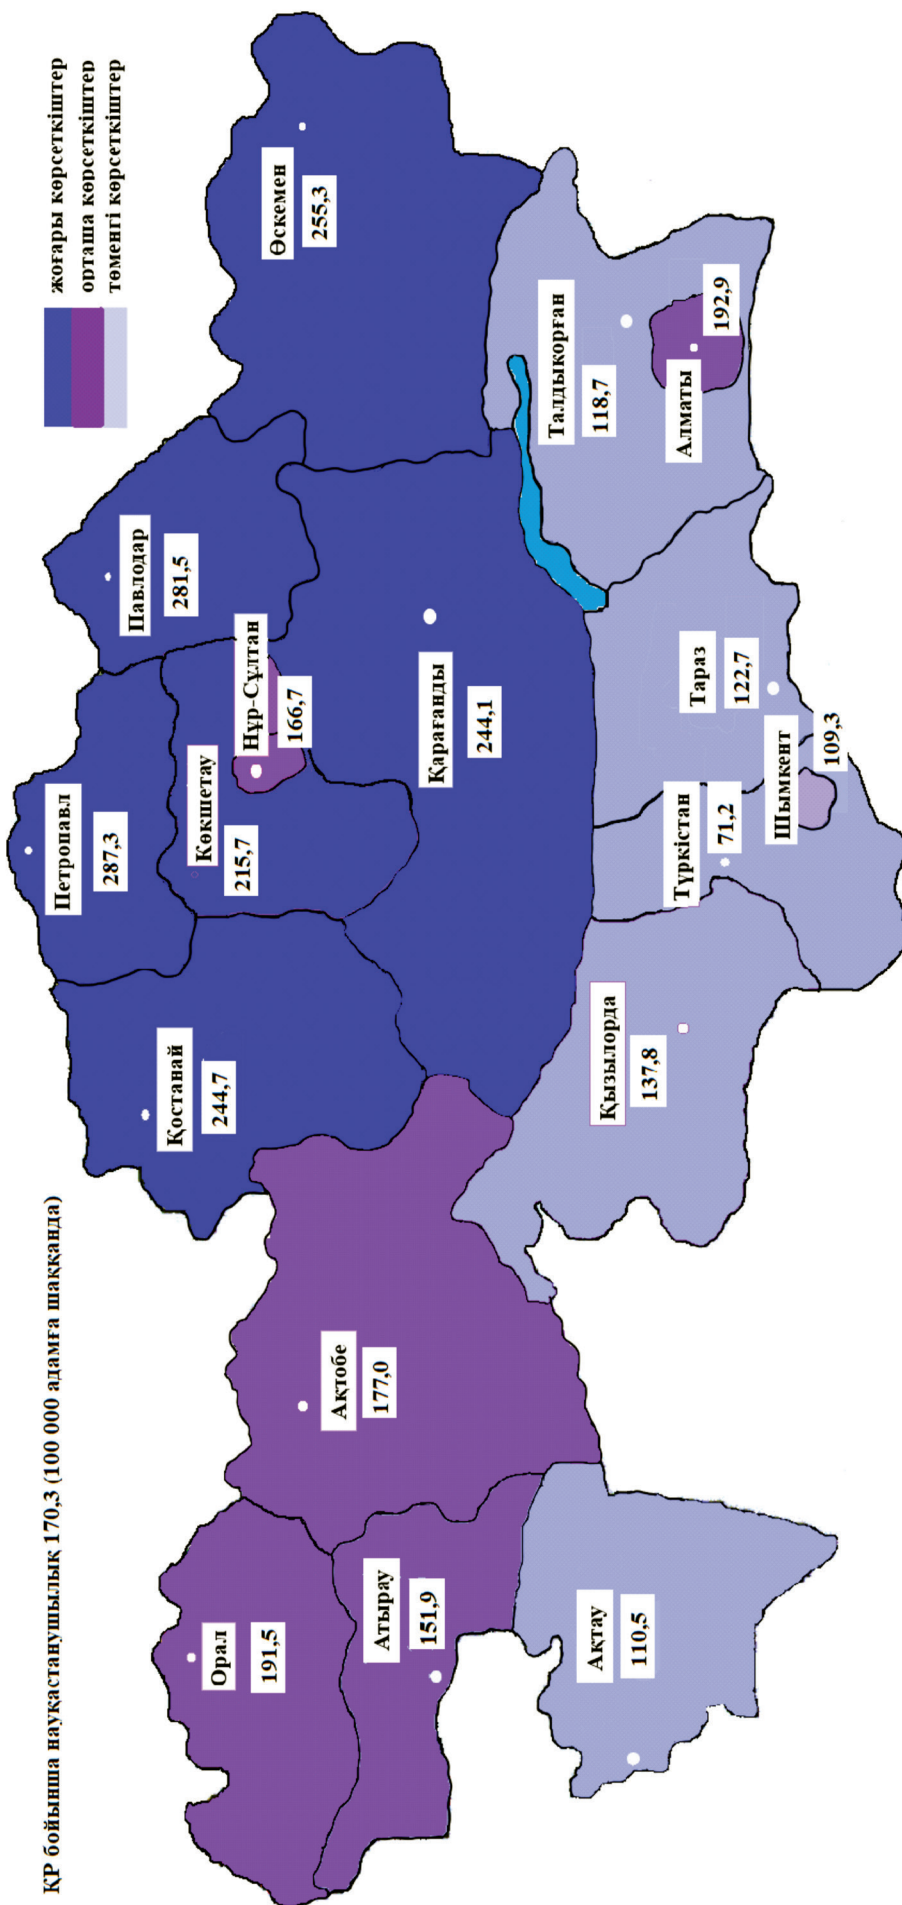 ҚР бойынша науқастанушылық 170,3 (100 000 адамға шаққанда)
жоғары көрсеткіштер
орташа көрсеткіштер
төменгі көрсеткіштер
Петропавл
287,3
Павлодар
281,5
Қостанай
244,7
Көкшетау
215,7
Нұр-Сұлтан
166,7
Өскемен
255,3
Орал
191,5
Ақтобе
177,0
Атырау
151,9
Қарағанды
244,1
Талдықорған
118,7
Ақтау
110,5
Қызылорда
137,8
Түркістан
71,2
Тараз
122,7
Алматы
192,9
Шымкент
109,3